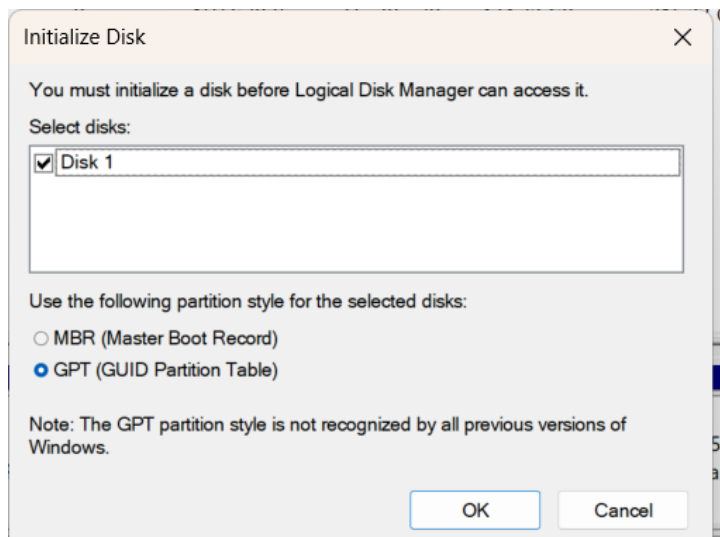 Initialize Disk
You must initialize a disk before Logical Disk Manager can access it.
Select disks:
Disk 1
Use the following partition style for the selected disks:
MBR (Master Boot Record)
GPT (GUID Partition Table)
Note: The GPT partition style is not recognized by all previous versions of
Windows.
OK Cancel